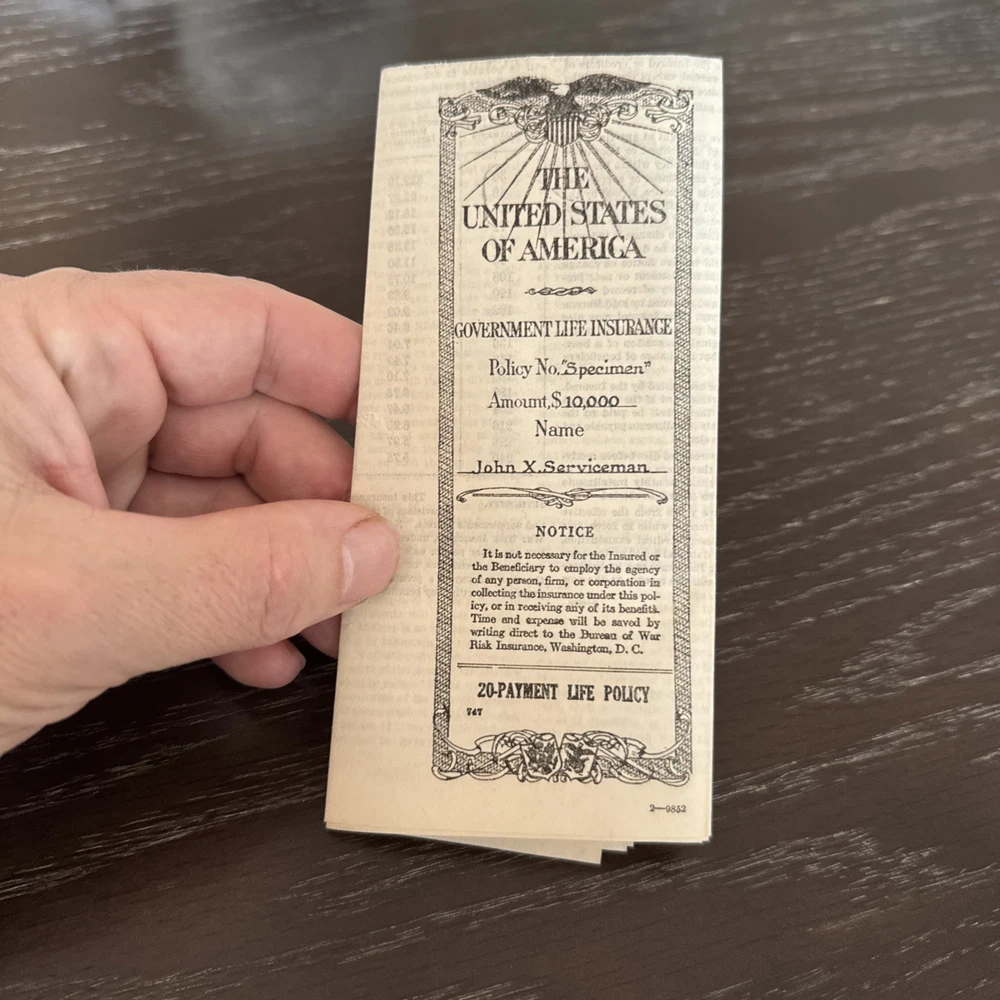 THE
UNITED STATES
OF AMERICA
GOVERNMENT LIFE INSURANCE
Policy No. "Specimen"
Amount, $10,000
Name
John X. Serviceman
NOTICE
It is not necessary for the Insured or
the Beneficiary to employ the agency
of any person, firm, or corporation in
collecting the insurance under this pol-
icy, or in receiving any of its benefits.
Time and expense will be saved by
writing direct to the Bureau of War
Risk Insurance, Washington, D. C.
20-PAYMENT LIFE POLICY
747
2—9852